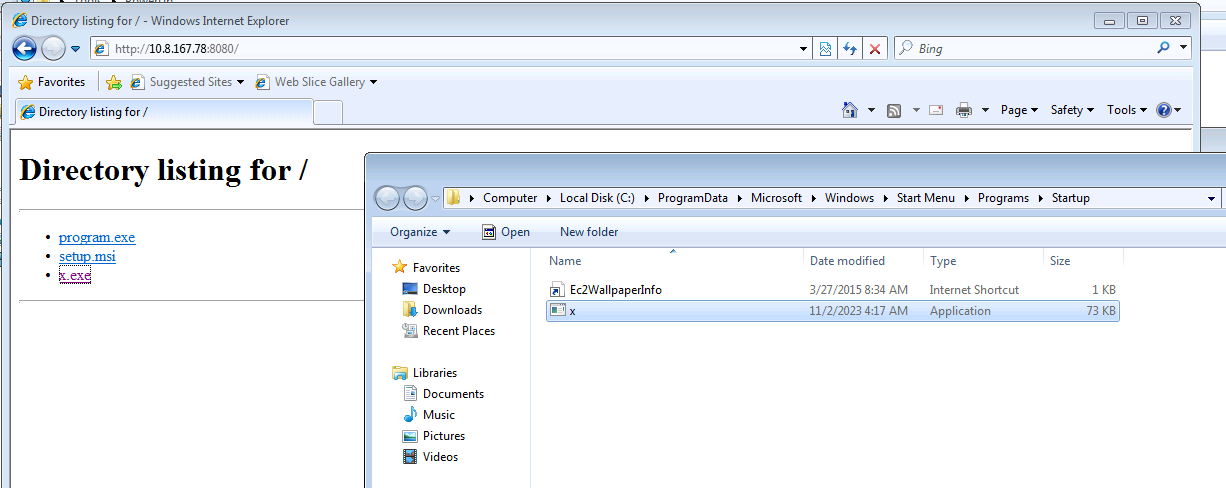 Directory listing for / - Windows Internet Explorer
http://10.8.167.78:8080/
Bing
Favorites
Suggested Sites
Web Slice Gallery
Directory listing for /
Page
Safety
Tools
Directory listing for /
program.exe
setup.msi
x.exe
Computer
Local Disk (C:)
ProgramData
Microsoft
Windows
Start Menu
Programs
Startup
Organize
Open
New folder
Favorites
Desktop
Downloads
Recent Places
Libraries
Documents
Music
Pictures
Videos
Name Date modified Type Size
Ec2WallpaperInfo 3/27/2015 8:34 AM Internet Shortcut 1 KB
x 11/2/2023 4:17 AM Application 73 KB